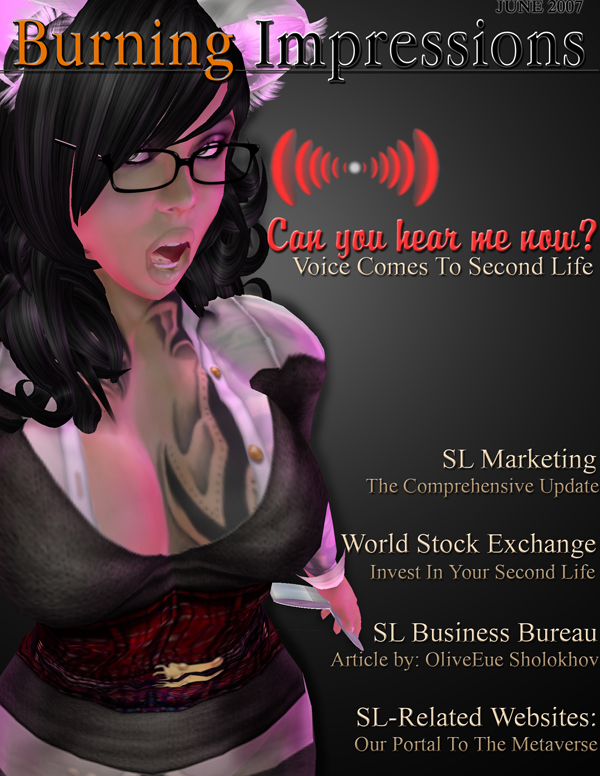 JUNE 2007
Burning Impressions
Can you hear me now?
Voice Comes To Second Life
SL Marketing
The Comprehensive Update
World Stock Exchange
Invest In Your Second Life
SL Business Bureau
Article by: OliveEue Sholokhov
SL-Related Websites:
Our Portal To The Metaverse